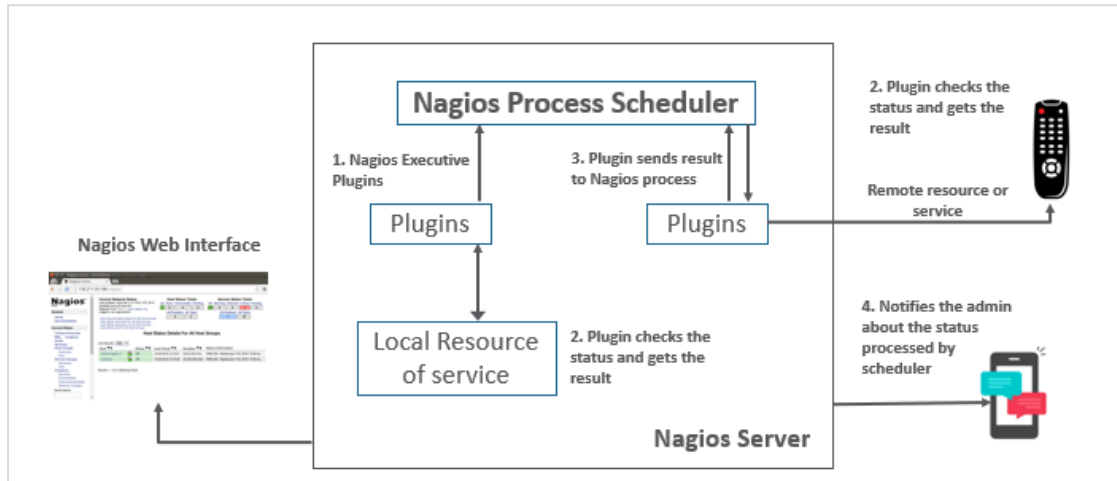 Nagios Process Scheduler
2. Plugin checks the
status and gets the
result
1. Nagios Executive
Plugins
3. Plugin sends result
to Nagios process
Remote resource or
service
Plugins
Plugins
Nagios Web Interface
Nagios
Local Resource
of service
2. Plugin checks the
status and gets the
result
4. Notifies the admin
about the status
processed by
scheduler
Nagios Server